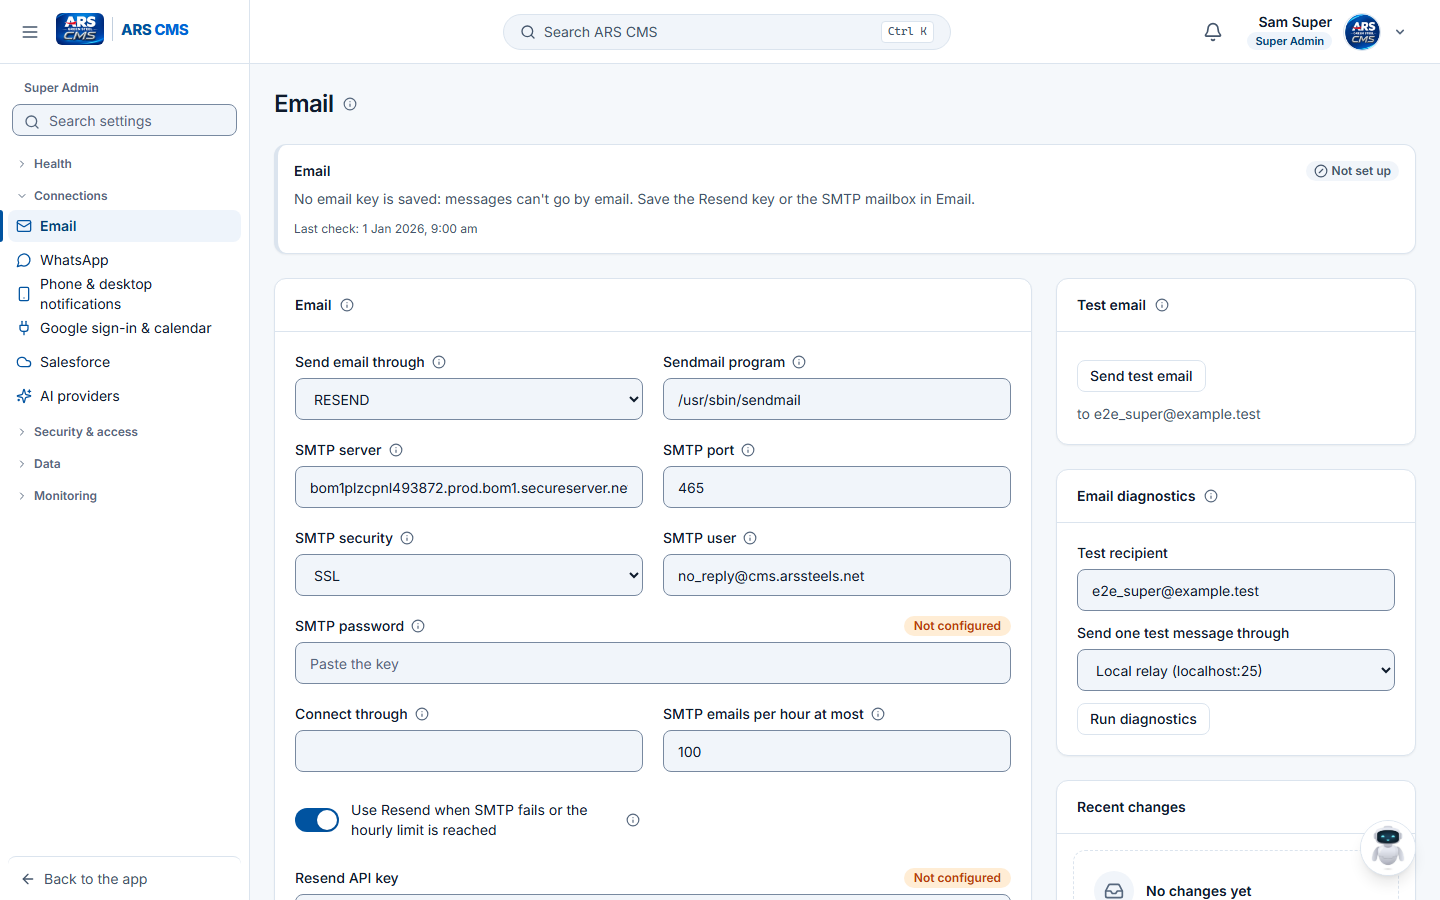 ARS
CMS
ARS CMS
Search ARS CMS
Ctrl K
Sam Super
Super Admin
ARS
CMS
Super Admin
Search settings
Health
Connections
Email
WhatsApp
Phone & desktop
notifications
Google sign-in & calendar
Salesforce
AI providers
Security & access
Data
Monitoring
Back to the app
Email
Email
Not set up
No email key is saved: messages can't go by email. Save the Resend key or the SMTP mailbox in Email.
Last check: 1 Jan 2026, 9:00 am
Email
Send email through
RESEND
Sendmail program
/usr/sbin/sendmail
SMTP server
bom1plzcpnl493872.prod.bom1.secureserver.ne
SMTP port
465
SMTP security
SSL
SMTP user
no_reply@cms.arssteels.net
SMTP password
Not configured
Paste the key
Connect through
SMTP emails per hour at most
100
Use Resend when SMTP fails or the
hourly limit is reached
Resend API key
Not configured
Test email
Send test email
to e2e_super@example.test
Email diagnostics
Test recipient
e2e_super@example.test
Send one test message through
Local relay (localhost:25)
Run diagnostics
Recent changes
No changes yet